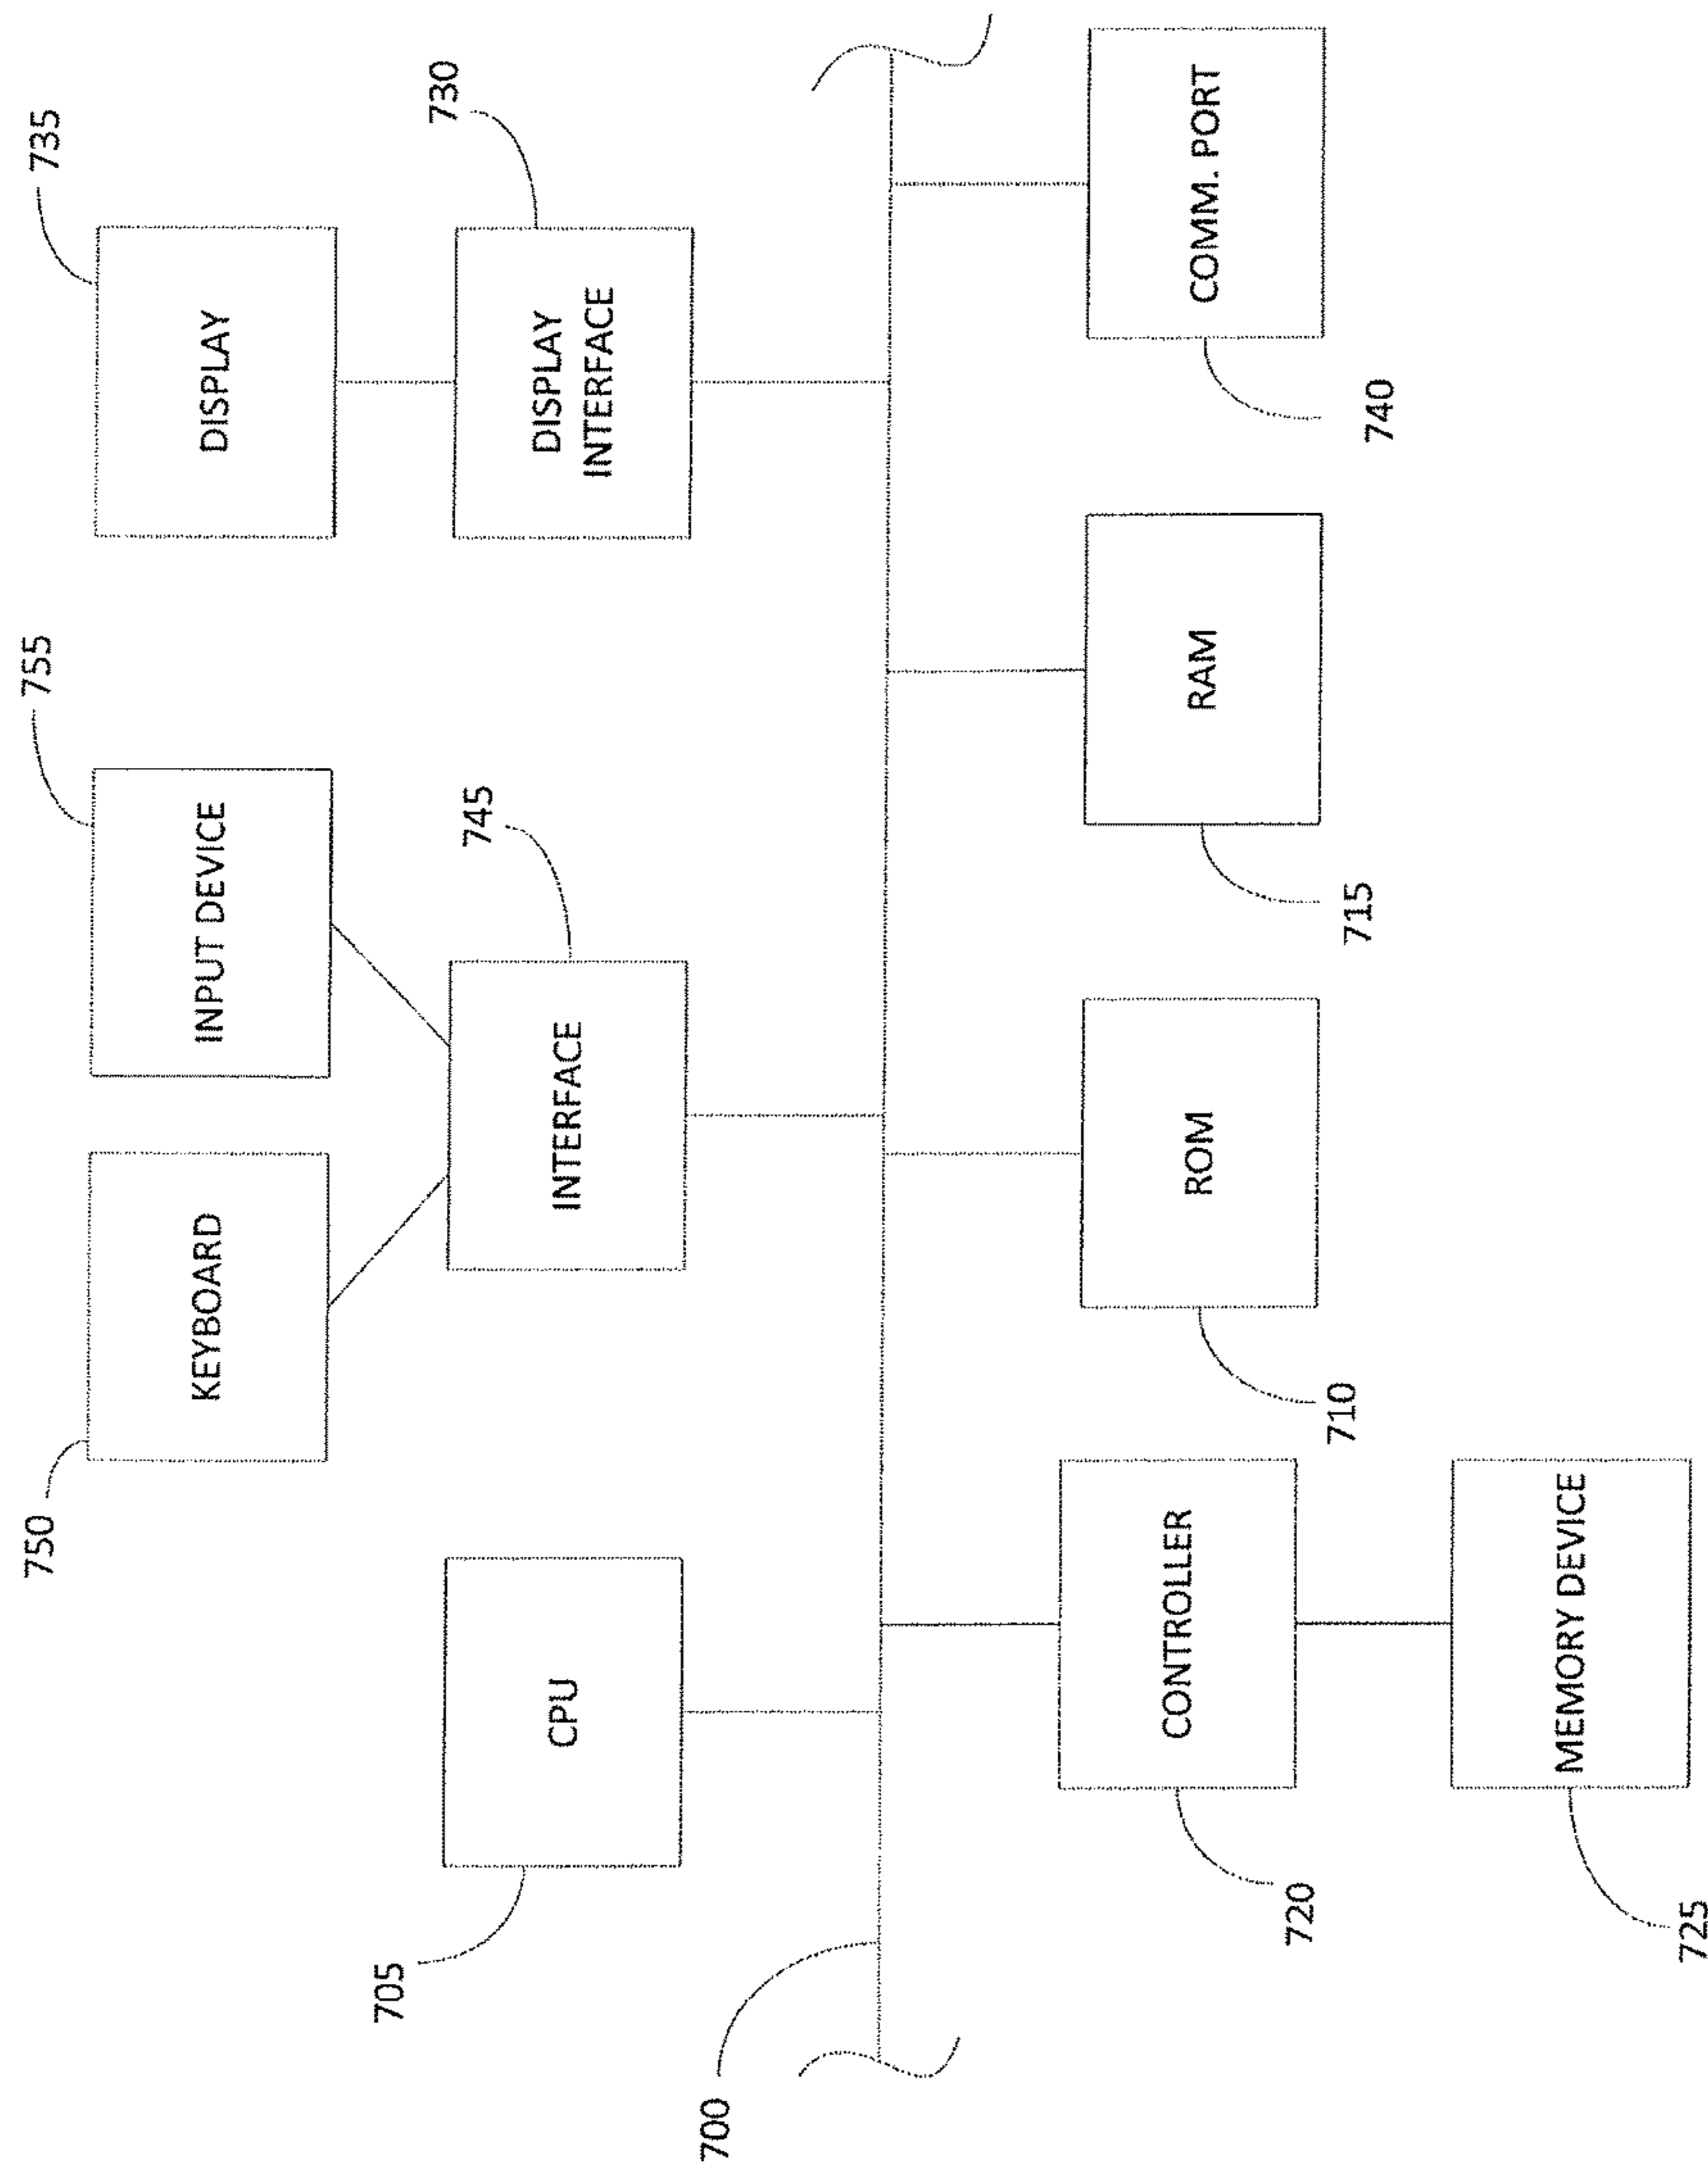 750
755
735
KEYBOARD
INPUT DEVICE
DISPLAY
730
745
705
CPU
INTERFACE
DISPLAY
INTERFACE
700
CONTROLLER
ROM
RAM
COMM. PORT
720
710
715
740
MEMORY DEVICE
725